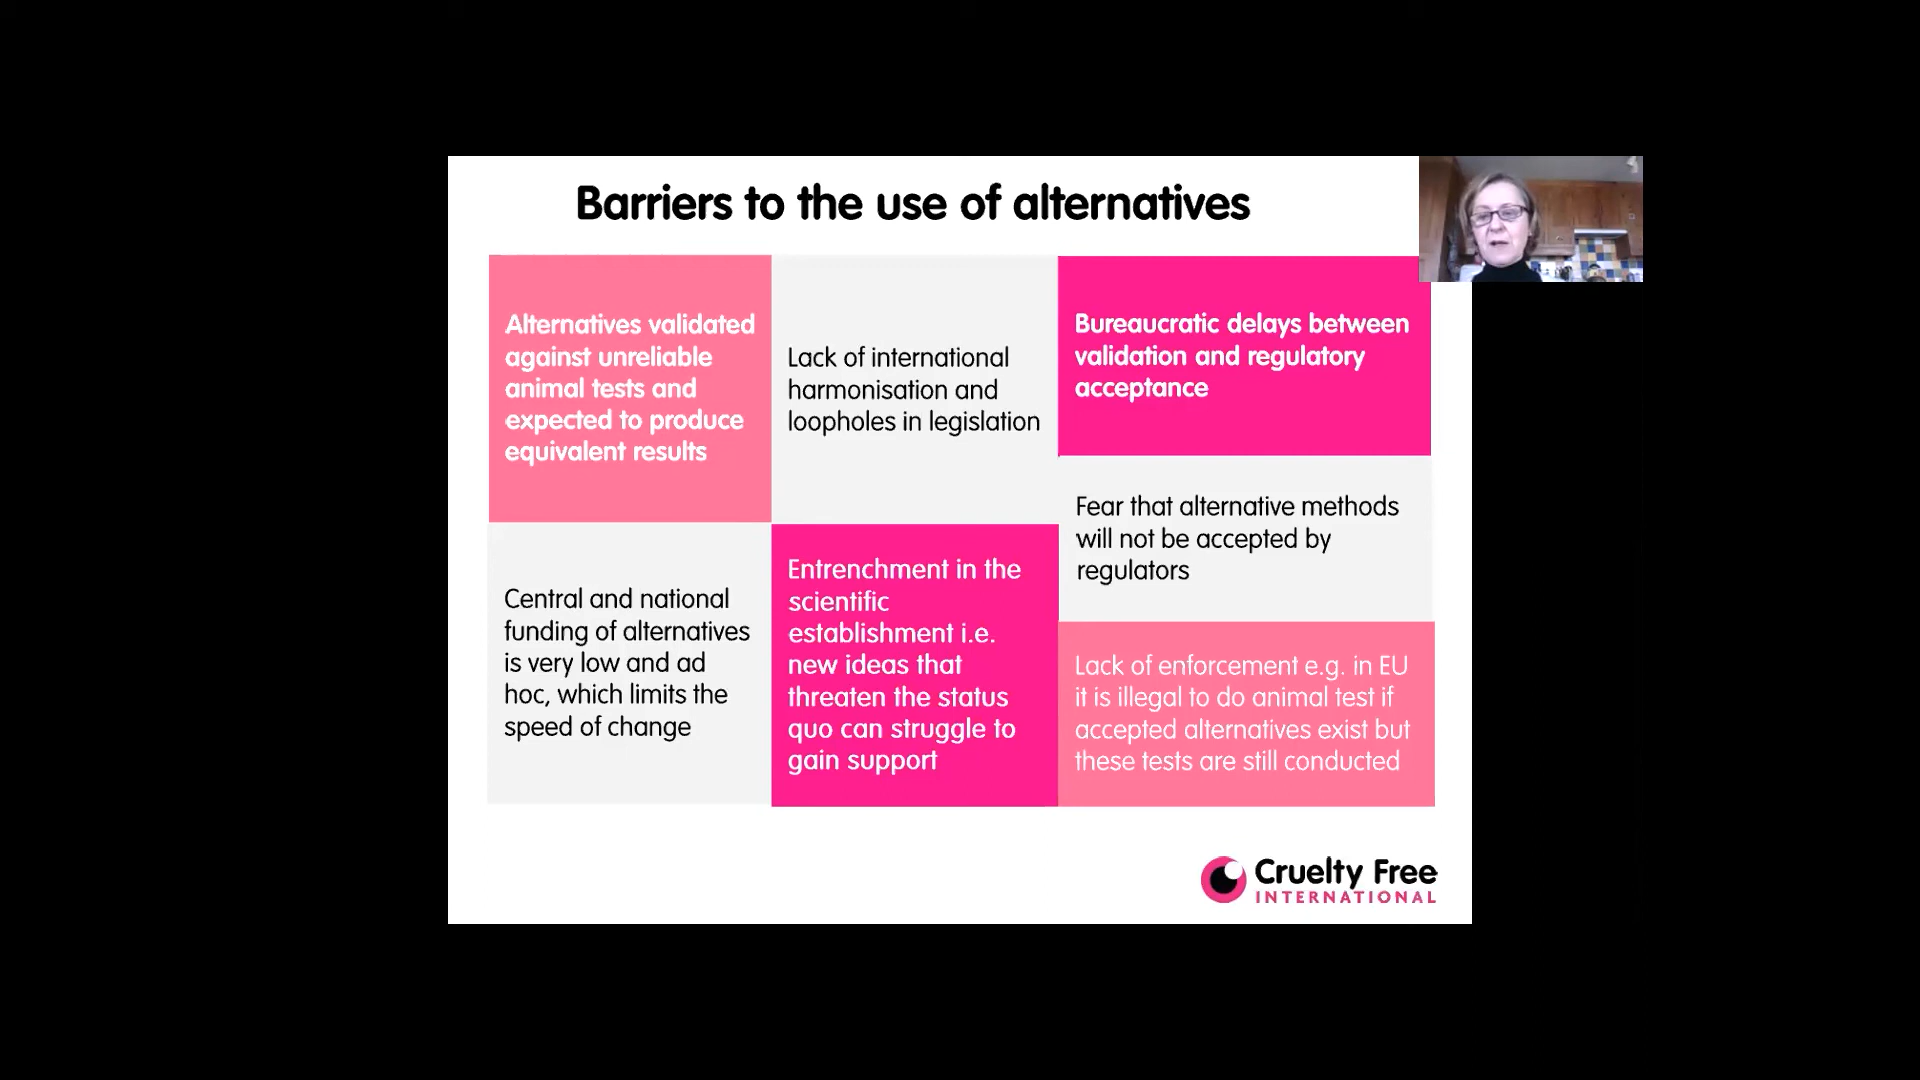 Barriers to the use of alternatives
Alternatives validated
against unreliable
animal tests and
expected to produce
equivalent results
Lack of international
harmonisation and
loopholes in legislation
Bureaucratic delays between
validation and regulatory
acceptance
Central and national
funding of alternatives
is very low and ad
hoc, which limits the
speed of change
Entrenchment in the
scientific
establishment i.e.
new ideas that
threaten the status
quo can struggle to
gain support
Fear that alternative methods
will not be accepted by
regulators
Lack of enforcement e.g. in EU
it is illegal to do animal test if
accepted alternatives exist but
these tests are still conducted
Cruelty Free
INTERNATIONAL